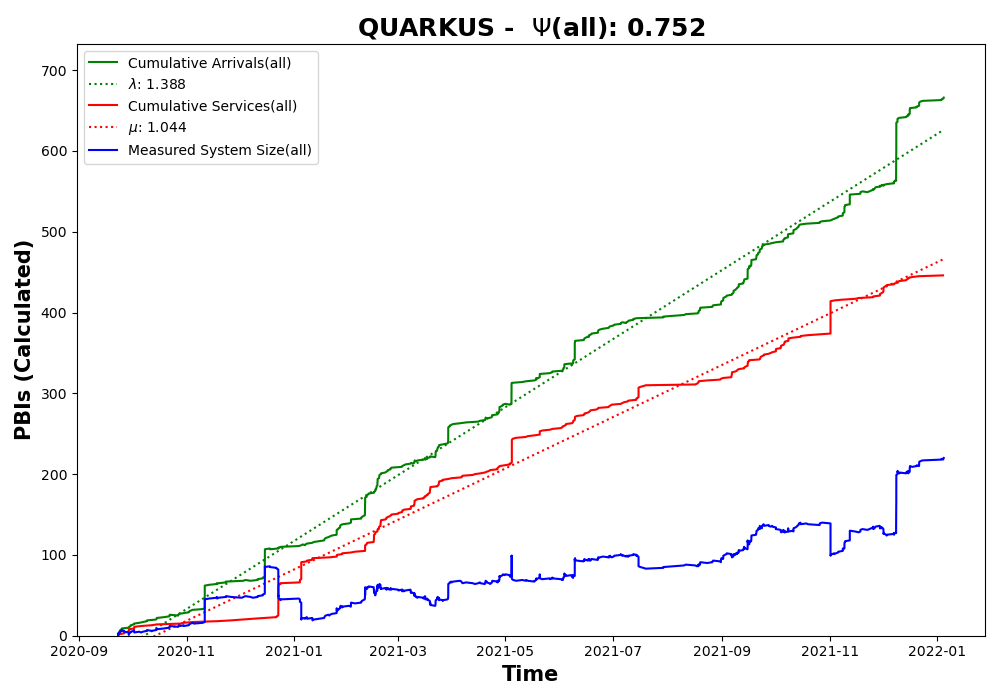 QUARKUS - Ψ(all): 0.752
Cumulative Arrivals(all)
λ: 1.388
Cumulative Services(all)
μ: 1.044
Measured System Size(all)
PBIs (Calculated)
700
600
500
400
300
200
100
0
2020-09 2020-11 2021-01 2021-03 2021-05 2021-07 2021-09 2021-11 2022-01
Time